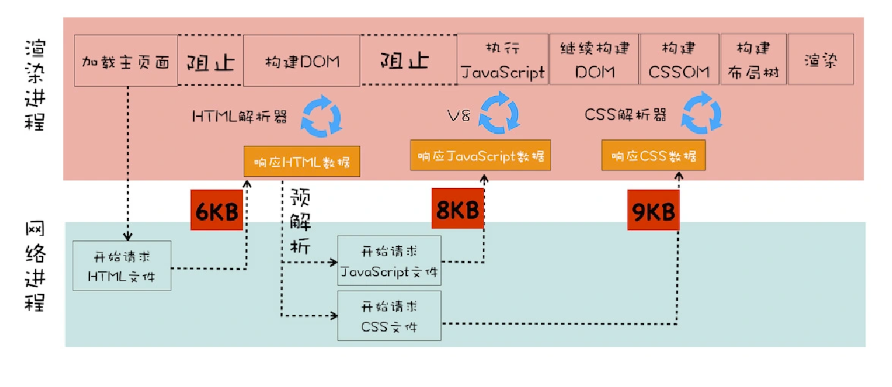 渲染进程
加载主页面
阻止
构建DOM
阻止
执行
JavaScript
继续构建
DOM
构建
CSSOM
构建
布局树
渲染
HTML解析器
V8
CSS解析器
响应HTML数据
响应JavaScript数据
响应CSS数据
6KB
预解析
8KB
9KB
网络进程
开始请求
HTML文件
开始请求
JavaScript文件
开始请求
CSS文件